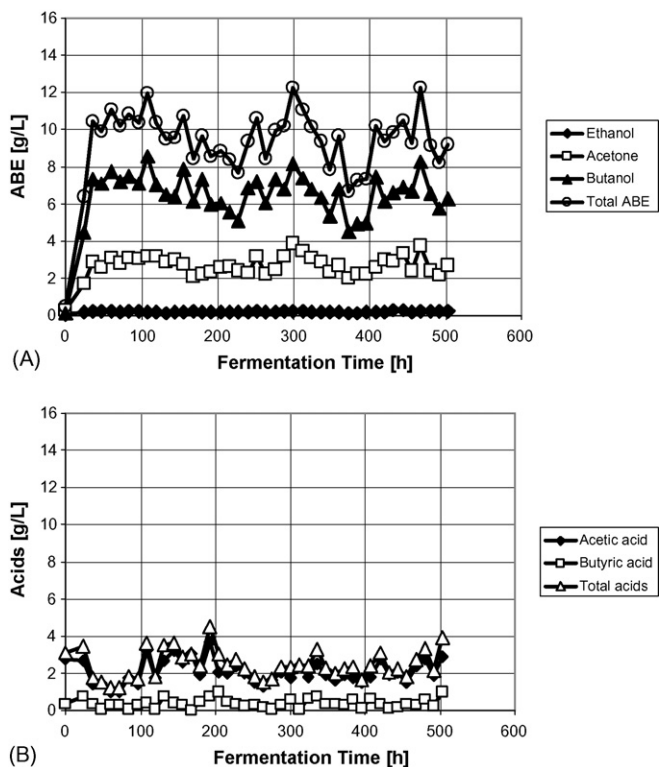 16
14
12
10
8
6
4
2
0
ABE [g/L]
0 100 200 300 400 500 600
Fermentation Time [h]
Ethanol
Acetone
Butanol
Total ABE
(A)
16
14
12
10
8
6
4
2
0
Acids [g/L]
0 100 200 300 400 500 600
Fermentation Time [h]
Acetic acid
Butyric acid
Total acids
(B)